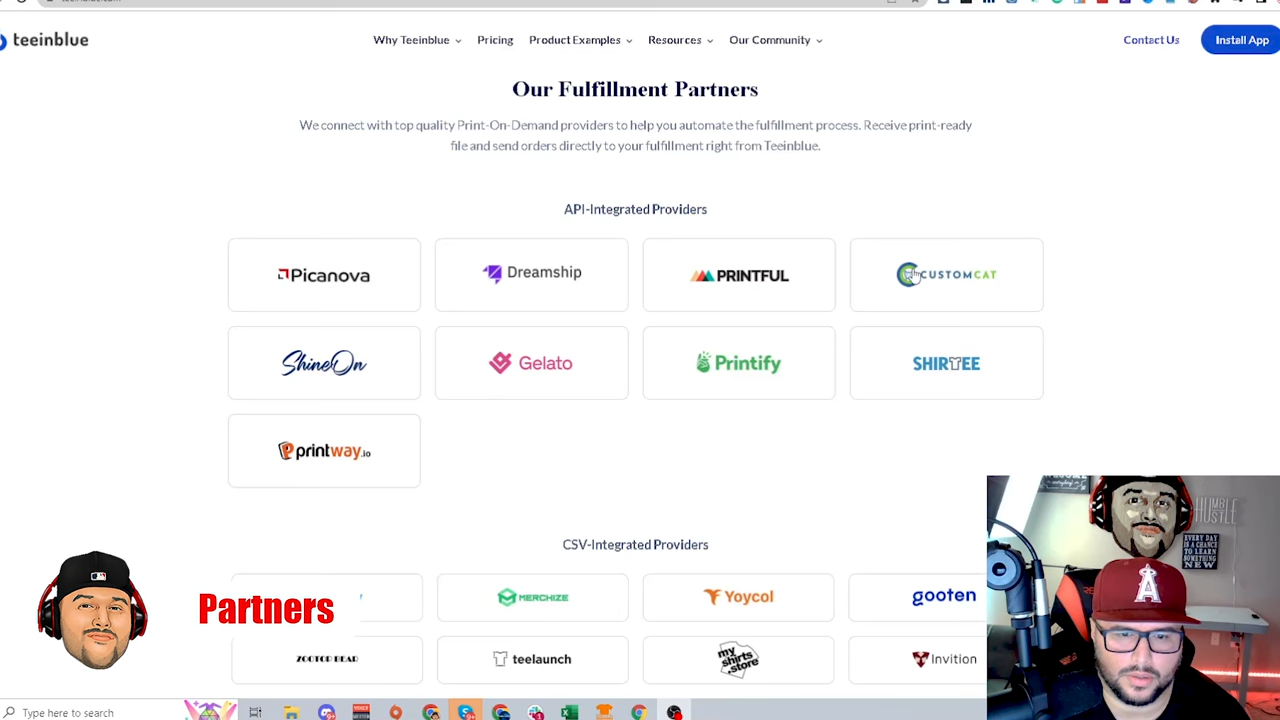 teeinblue
Why Teeinblue
Pricing
Product Examples
Resources
Our Community
Contact Us
Install App
Our Fulfillment Partners
We connect with top quality Print-On-Demand providers to help you automate the fulfillment process. Receive print-ready
file and send orders directly to your fulfillment right from Teeinblue.
API-Integrated Providers
Picanova
Dreamship
PRINTFUL
CUSTOMCAT
ShineOn
Gelato
Printify
SHIRTEE
printway.io
CSV-Integrated Providers
MERCHIZE
Yoycol
gooten
ZOOTOP BEAR
teelaunch
my
shirts.
store
Invition
Partners
HUMBLE
HUSTLE
EVERY DAY
IS A CHANCE
TO LEARN
SOMETHING
NEW
Type here to search